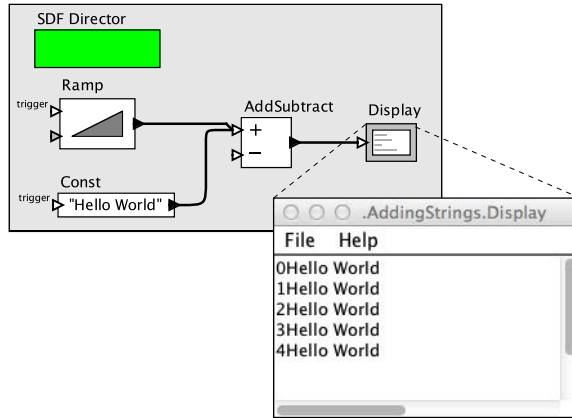 SDF Director
Ramp
trigger
AddSubtract
Display
+
−
Const
trigger
"Hello World"
.AddingStrings.Display
File Help
0Hello World
1Hello World
2Hello World
3Hello World
4Hello World